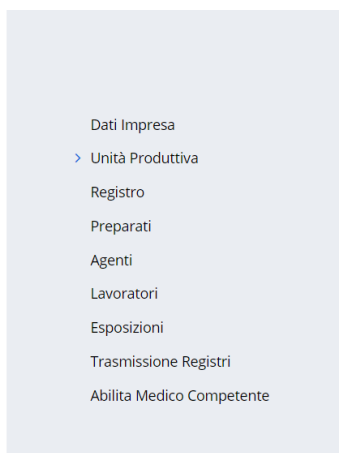 Dati Impresa
Unità Produttiva
Registro
Preparati
Agenti
Lavoratori
Esposizioni
Trasmissione Registri
Abilita Medico Competente